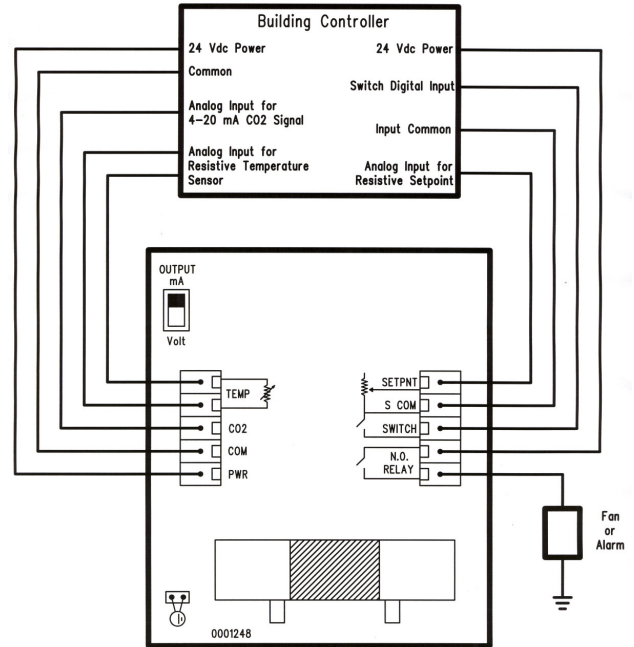 Building Controller
24 Vdc Power
Common
Analog Input for
4-20 mA CO2 Signal
Analog Input for
Resistive Temperature
Sensor
24 Vdc Power
Switch Digital Input
Input Common
Analog Input for
Resistive Setpoint
OUTPUT
mA
Volt
TEMP
CO2
COM
PWR
SETPNT
S COM
SWITCH
N.O.
RELAY
Fan
or
Alarm
0001248